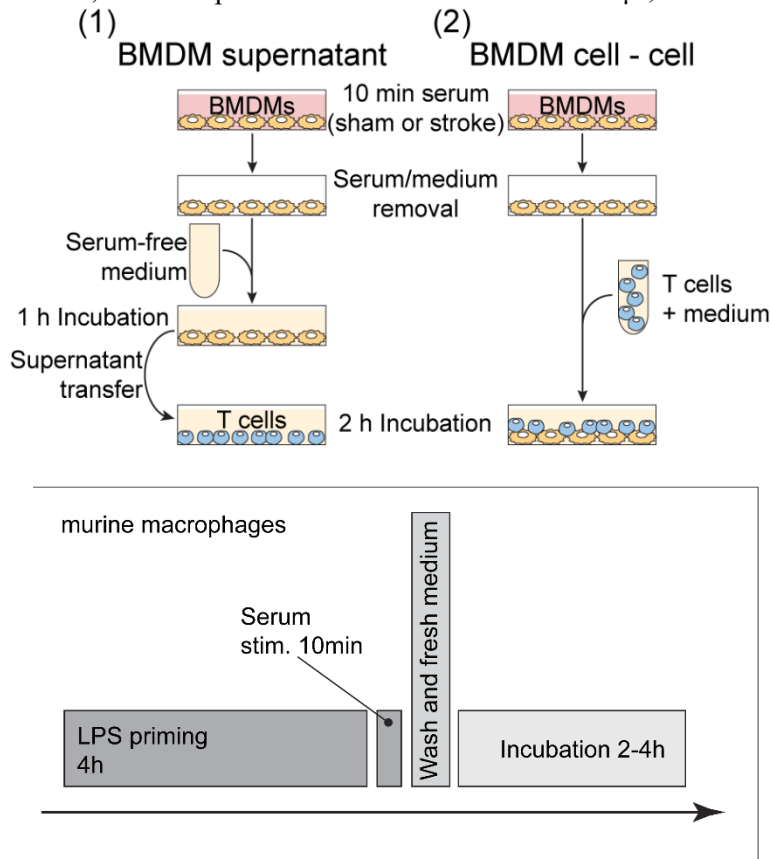 (1)
(2)
BMDM supernatant
BMDM cell - cell
BMDMs
10 min serum
(sham or stroke)
BMDMs
Serum/medium
removal
Serum-free
medium
T cells
+ medium
1 h Incubation
Supernatant
transfer
T cells
2 h Incubation
murine macrophages
Serum
stim. 10min
Wash and fresh medium
LPS priming
4h
Incubation 2-4h